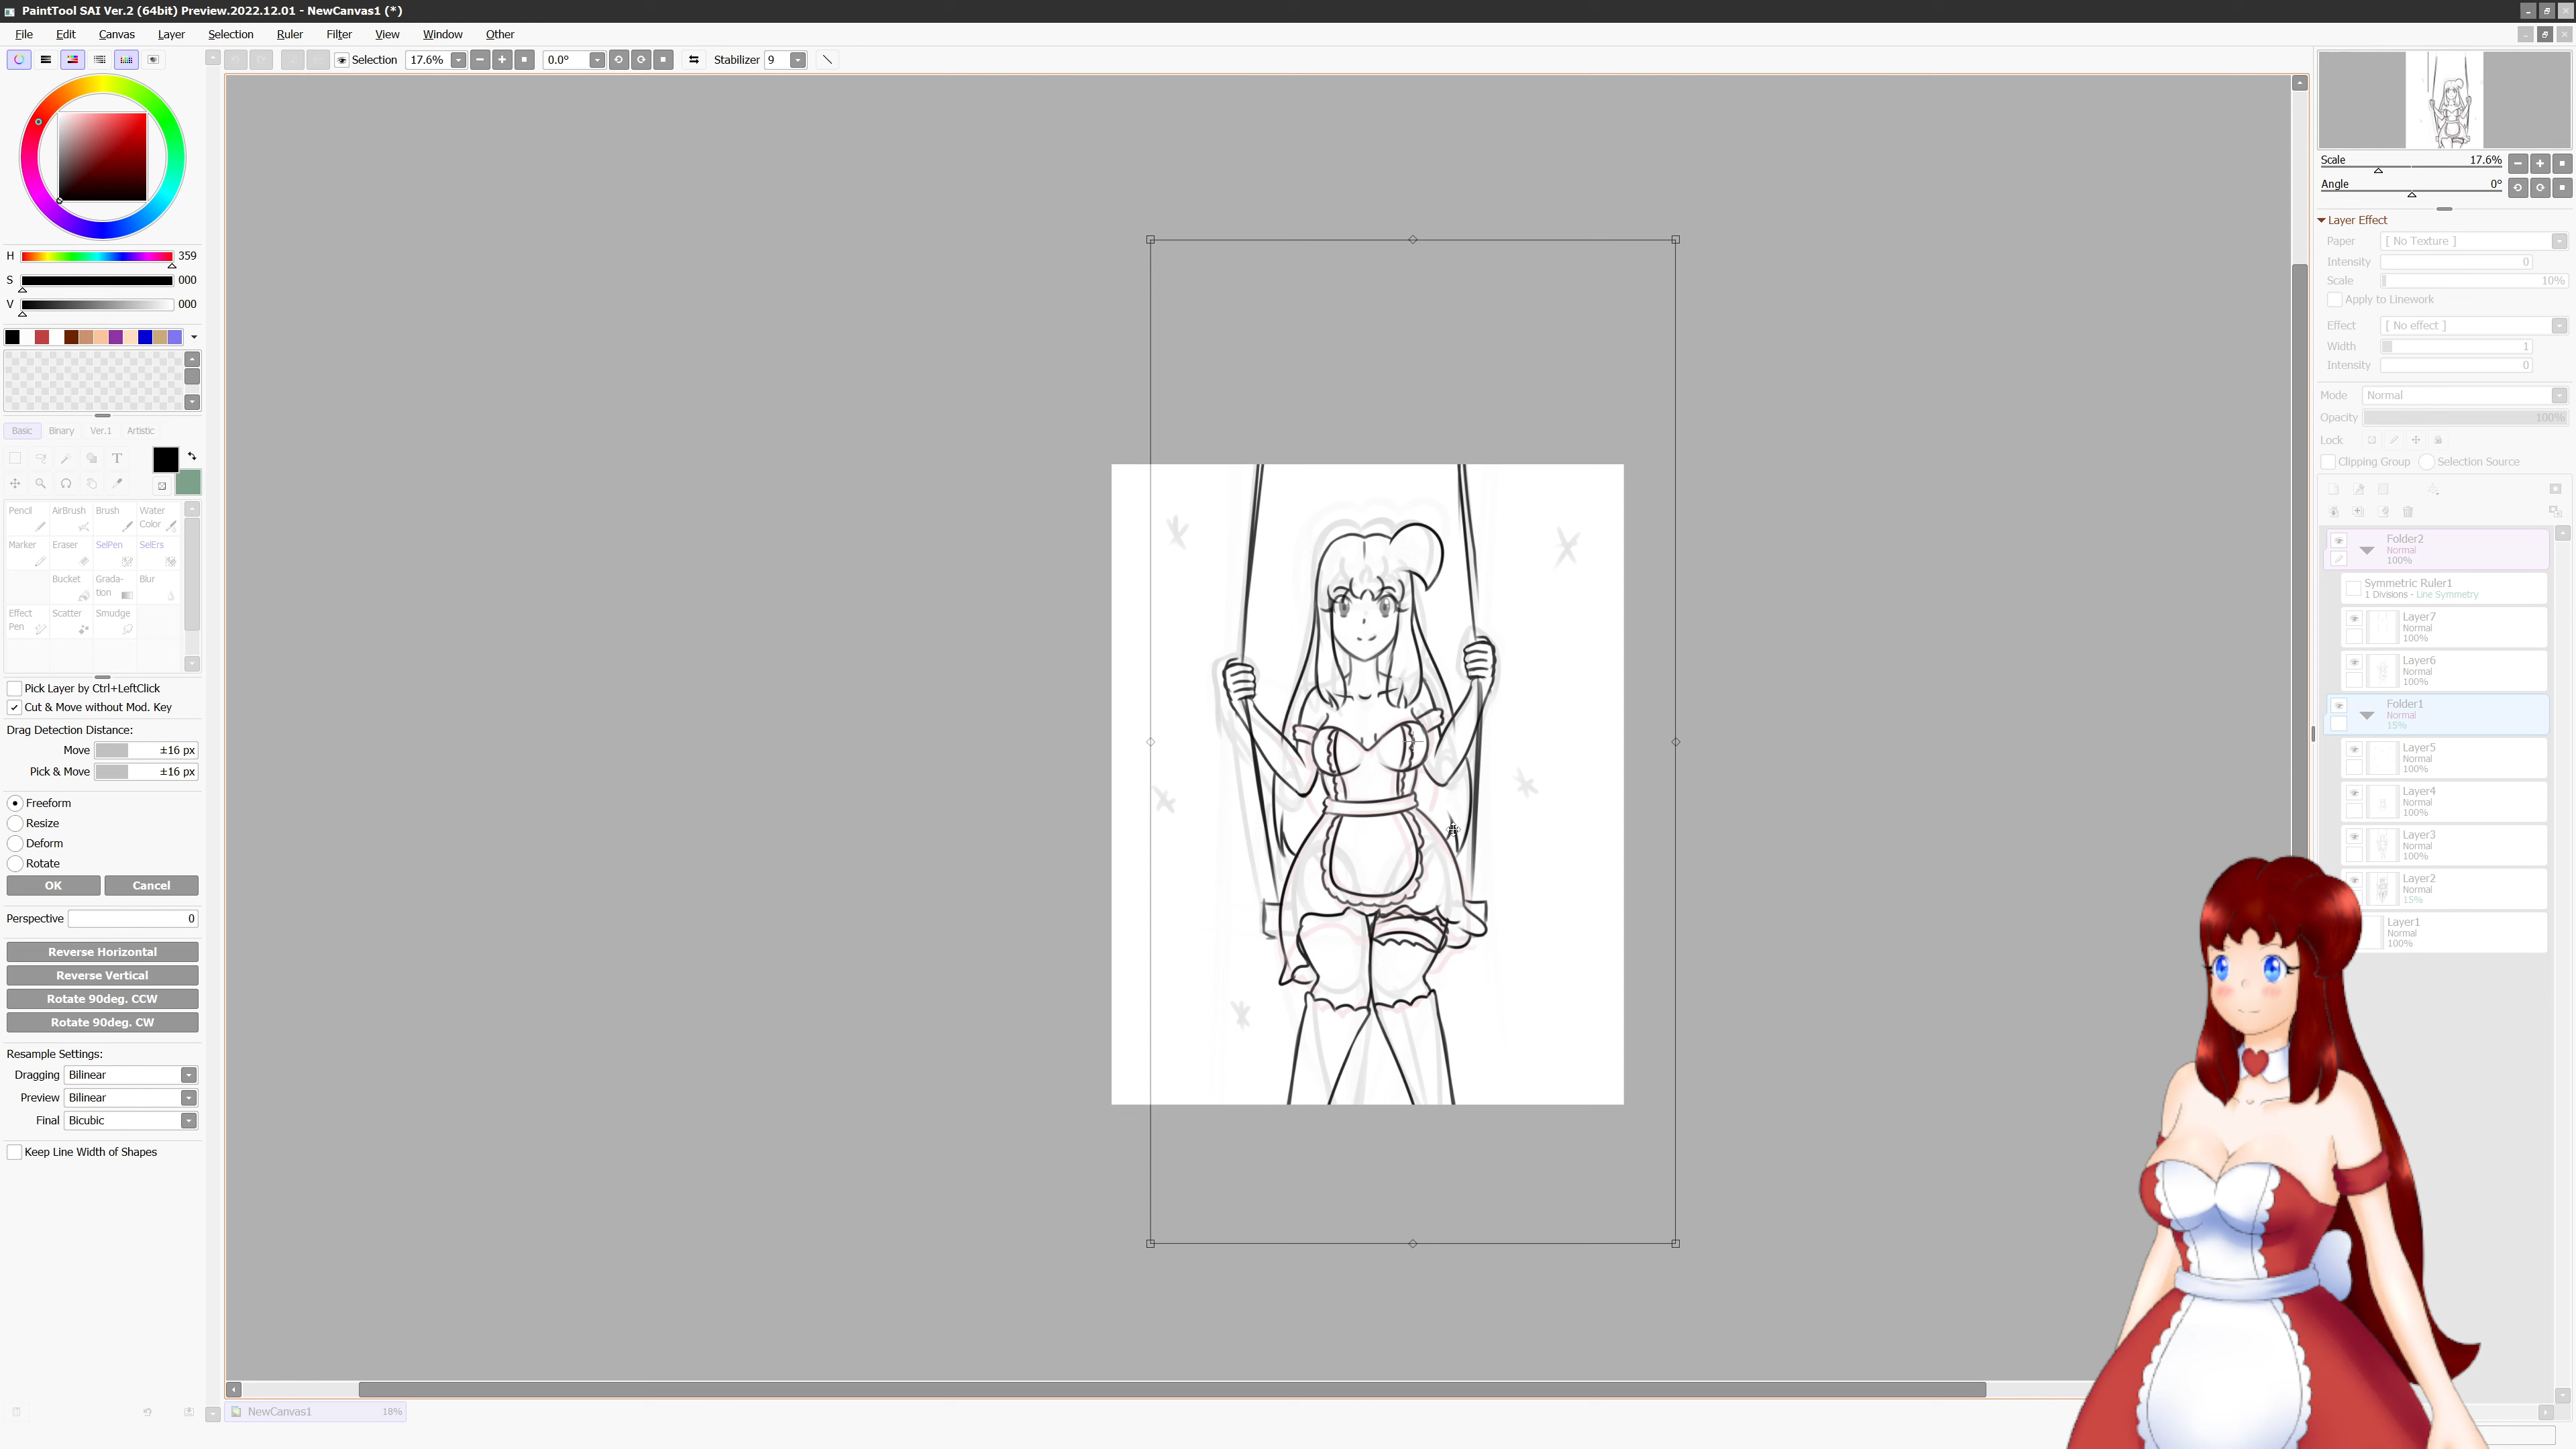 PaintTool SAI Ver.2 (64bit) Preview.2022.12.01 - NewCanvas1 (*)
File Edit Canvas Layer Selection Ruler Filter View Window Other
Selection 17.6% 0.0° Stabilizer 9
H 359
S 000
V 000
Basic Binary Ver.1 Artistic
T
Pencil AirBrush Brush Water Color
Marker Eraser SelPen SelErs
Bucket Grada-tion Blur
Effect Pen Scatter Smudge
Pick Layer by Ctrl+LeftClick
Cut & Move without Mod. Key
Drag Detection Distance:
Move ±16 px
Pick & Move ±16 px
Freeform
Resize
Deform
Rotate
OK Cancel
Perspective 0
Reverse Horizontal
Reverse Vertical
Rotate 90deg. CCW
Rotate 90deg. CW
Resample Settings:
Dragging Bilinear
Preview Bilinear
Final Bicubic
Keep Line Width of Shapes
NewCanvas1 18%
Scale 17.6%
Angle 0°
Layer Effect
Paper [ No Texture ]
Intensity 0
Scale 10%
Apply to Linework
Effect [ No effect ]
Width 1
Intensity 0
Mode Normal
Opacity 100%
Lock
Clipping Group Selection Source
Folder2
Normal
100%
Symmetric Ruler1
1 Divisions - Line Symmetry
Layer7
Normal
100%
Layer6
Normal
100%
Folder1
Normal
15%
Layer5
Normal
100%
Layer4
Normal
100%
Layer3
Normal
100%
Layer2
Normal
15%
Layer1
Normal
100%